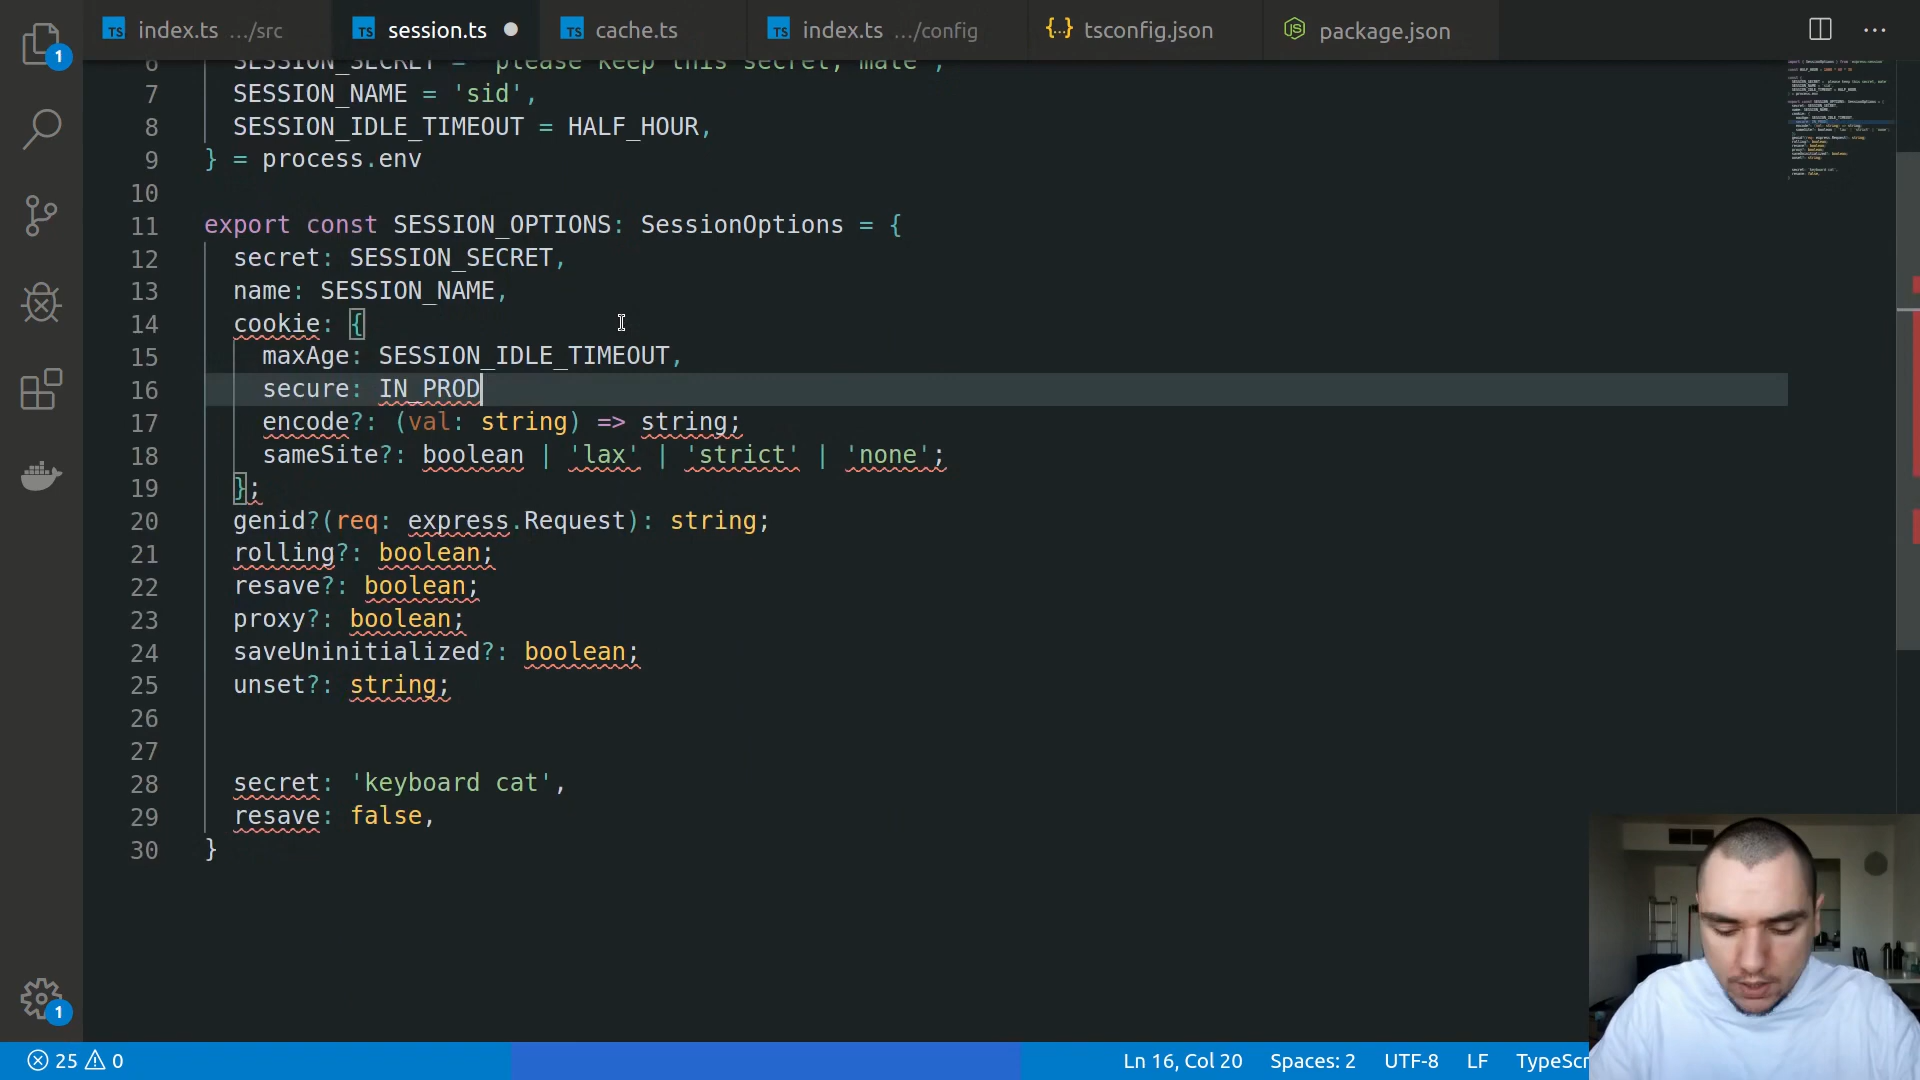 index.ts .../src
session.ts
cache.ts
index.ts .../config
tsconfig.json
package.json
6 SESSION_SECRET = 'please keep this secret, mate',
7 SESSION_NAME = 'sid',
8 SESSION_IDLE_TIMEOUT = HALF_HOUR,
9 } = process.env
10
11 export const SESSION_OPTIONS: SessionOptions = {
12 secret: SESSION_SECRET,
13 name: SESSION_NAME,
14 cookie: {
15 maxAge: SESSION_IDLE_TIMEOUT,
16 secure: IN_PROD
17 encode?: (val: string) => string;
18 sameSite?: boolean | 'lax' | 'strict' | 'none';
19 };
20 genid?(req: express.Request): string;
21 rolling?: boolean;
22 resave?: boolean;
23 proxy?: boolean;
24 saveUninitialized?: boolean;
25 unset?: string;
26
27
28 secret: 'keyboard cat',
29 resave: false,
30 }
1
1
25 0
Ln 16, Col 20 Spaces: 2 UTF-8 LF TypeScr